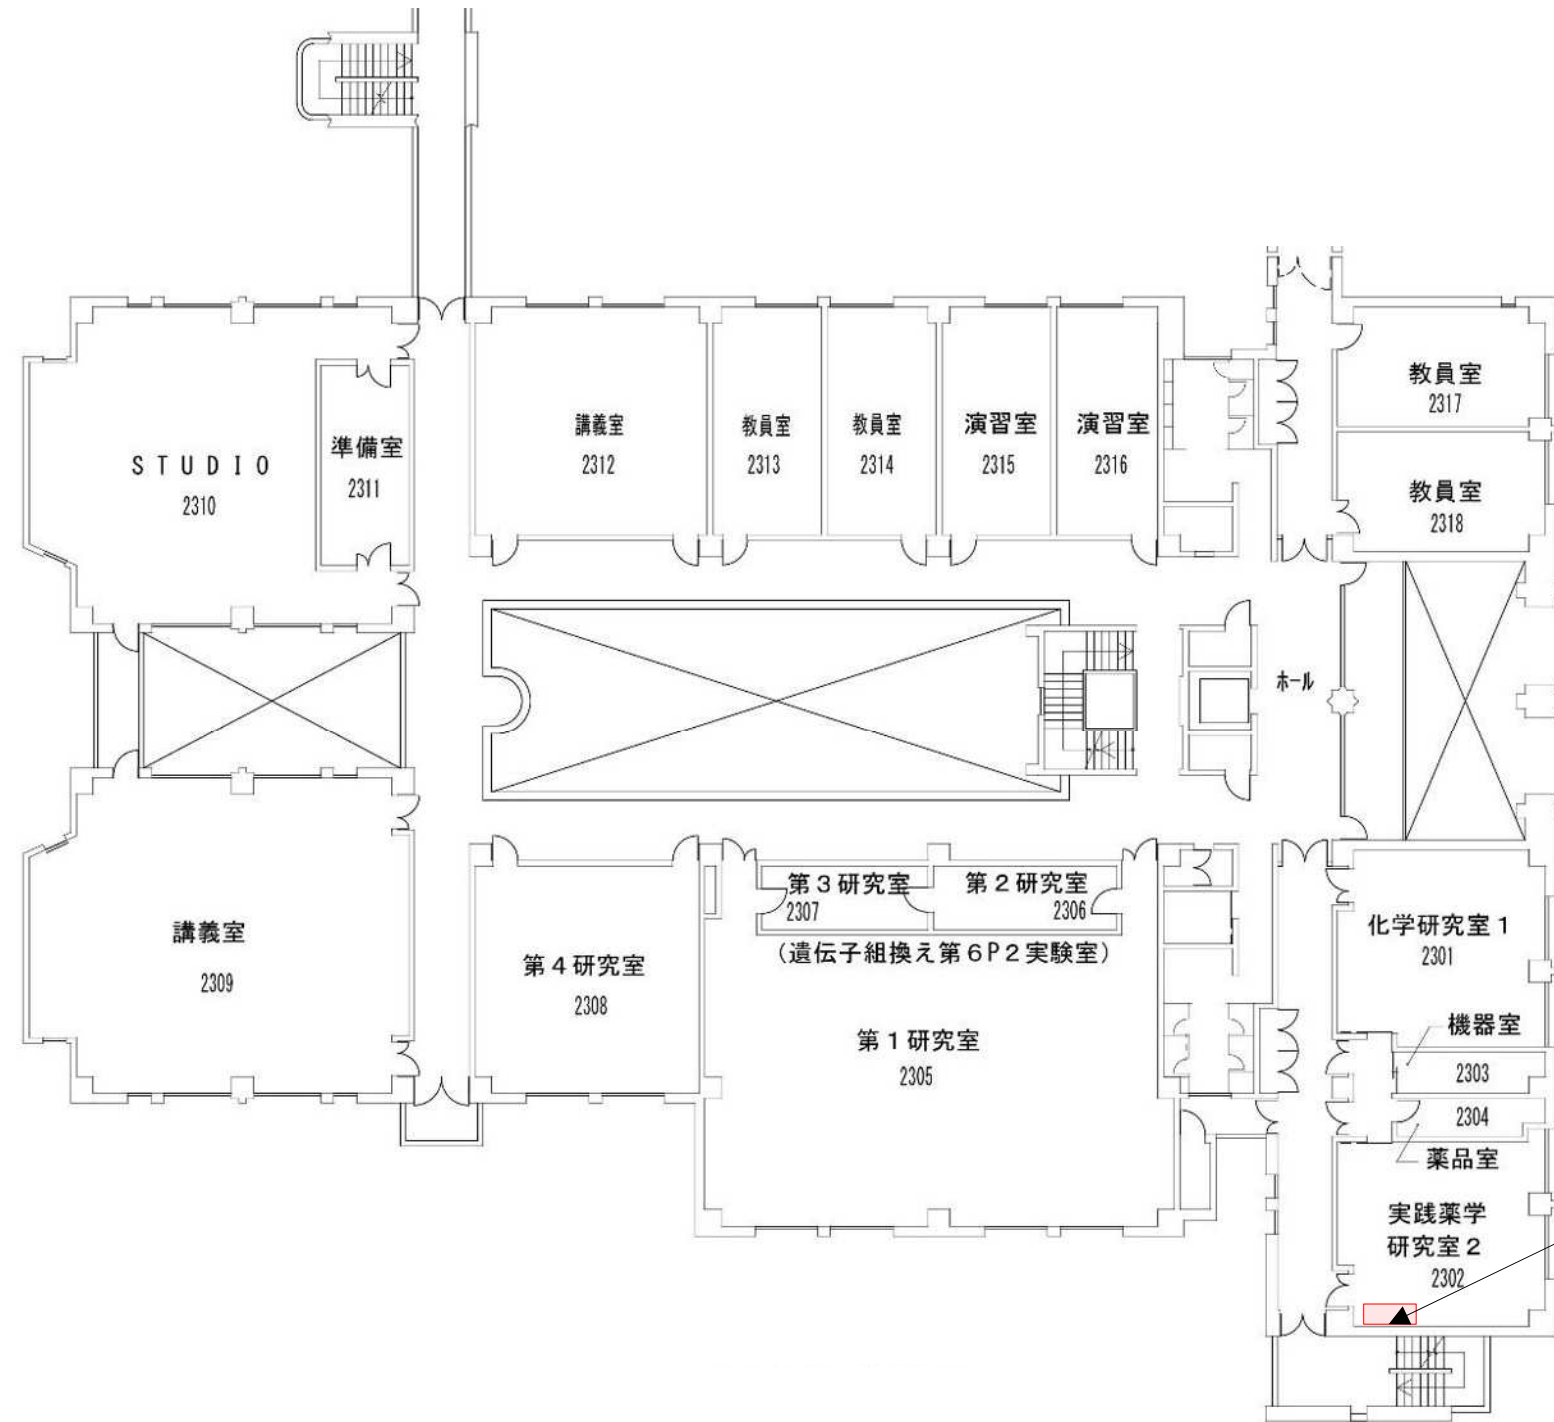 教員室
2317
講義室
2312
教員室
2313
教員室
2314
演習室
2315
演習室
2316
準備室
2311
ＳＴＵＤＩＯ
2310
教員室
2318
ホール
第３研究室
2307
第２研究室
2306
(遺伝子組換え第６P２実験室)
講義室
2309
第４研究室
2308
第１研究室
2305
化学研究室１
2301
機器室
2303
2304
薬品室
実践薬学
研究室２
2302